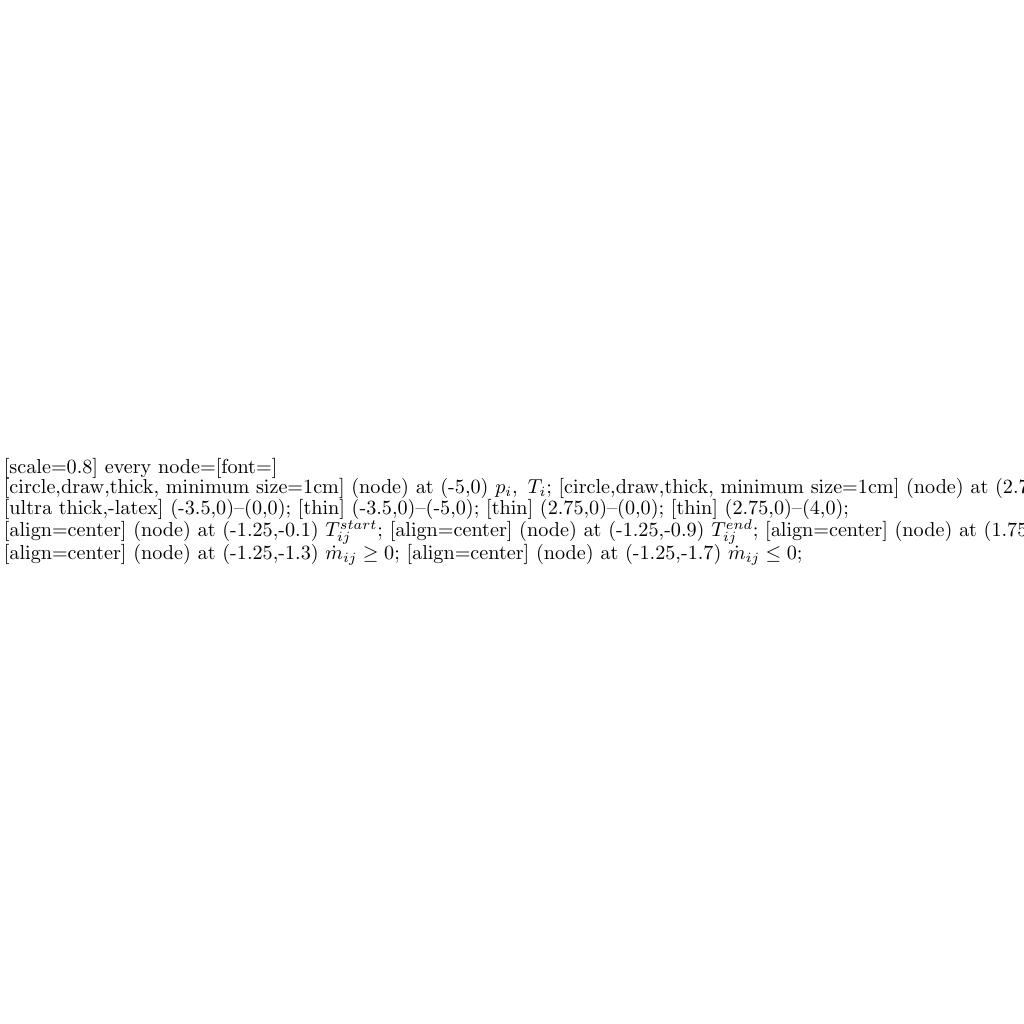 [scale=0.8] every node=[font=]
[circle,draw,thick, minimum size=1cm] (node) at (-5,0) $p_i,\ T_i$; [circle,draw,thick, minimum size=1cm] (node) at (2.7
[ultra thick,-latex] (-3.5,0)–(0,0); [thin] (-3.5,0)–(-5,0); [thin] (2.75,0)–(0,0); [thin] (2.75,0)–(4,0);
[align=center] (node) at (-1.25,-0.1) $T_{ij}^{start}$; [align=center] (node) at (-1.25,-0.9) $T_{ij}^{end}$; [align=center] (node) at (1.75
[align=center] (node) at (-1.25,-1.3) $\dot{m}_{ij} \geq 0$; [align=center] (node) at (-1.25,-1.7) $\dot{m}_{ij} \leq 0$;